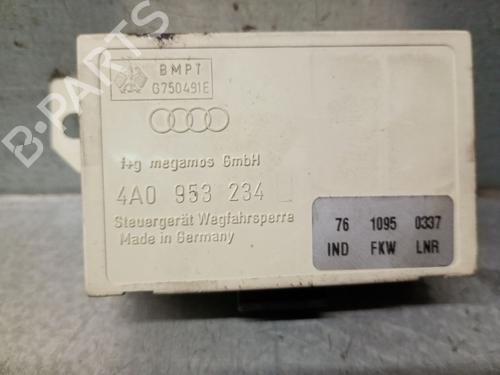 BMPT
G750491E
f+g megamos GmbH
4A0 953 234
Steuergerät Wegfahrsperre
Made in Germany
76 1095 0337
IND FKW LNR
B-PARTS